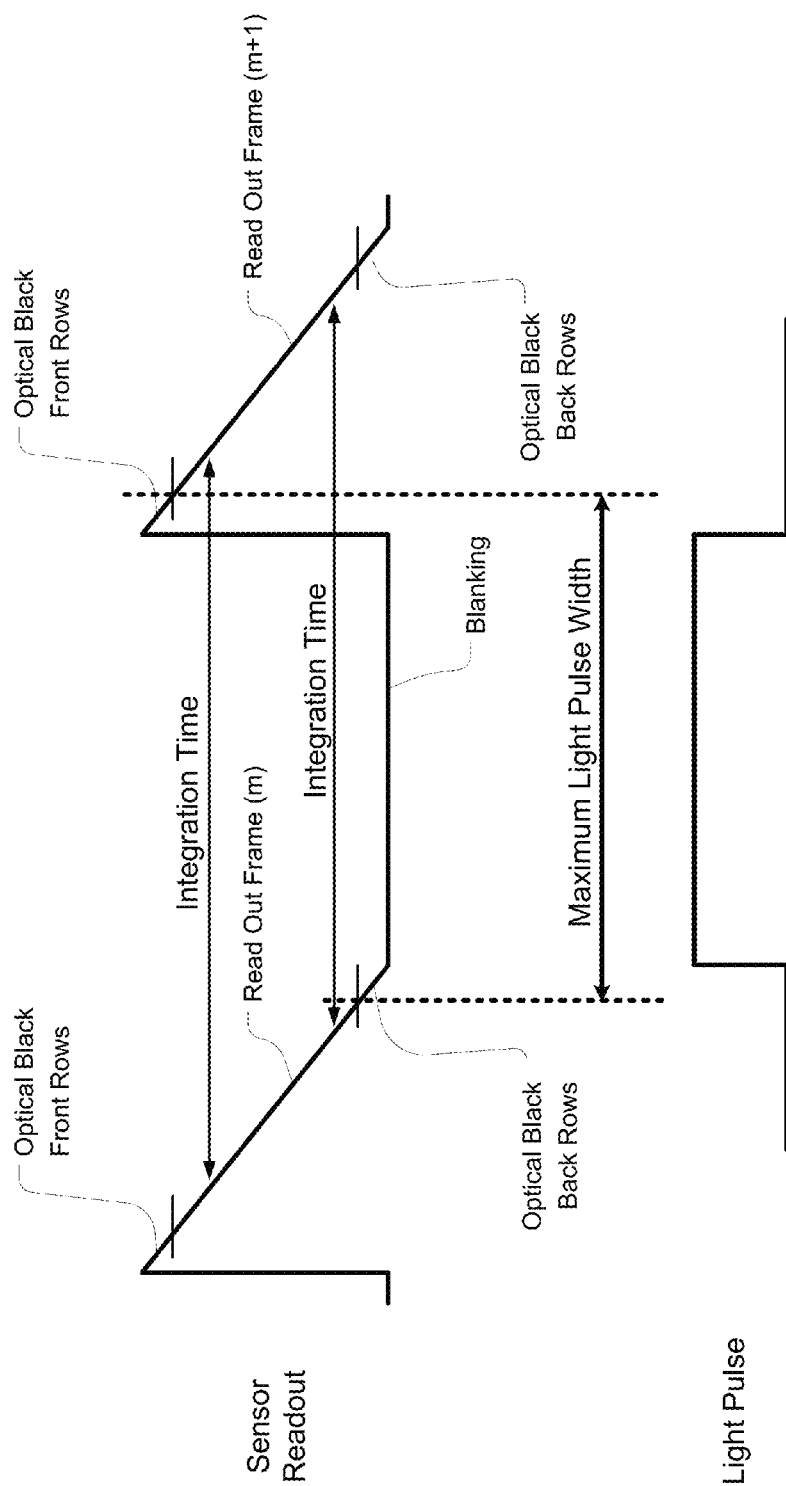 Optical Black
Front Rows
Optical Black
Front Rows
Read Out Frame (m+1)
Integration Time
Read Out Frame (m)
Integration Time
Sensor
Readout
Blanking
Optical Black
Back Rows
Optical Black
Back Rows
Maximum Light Pulse Width
Light Pulse